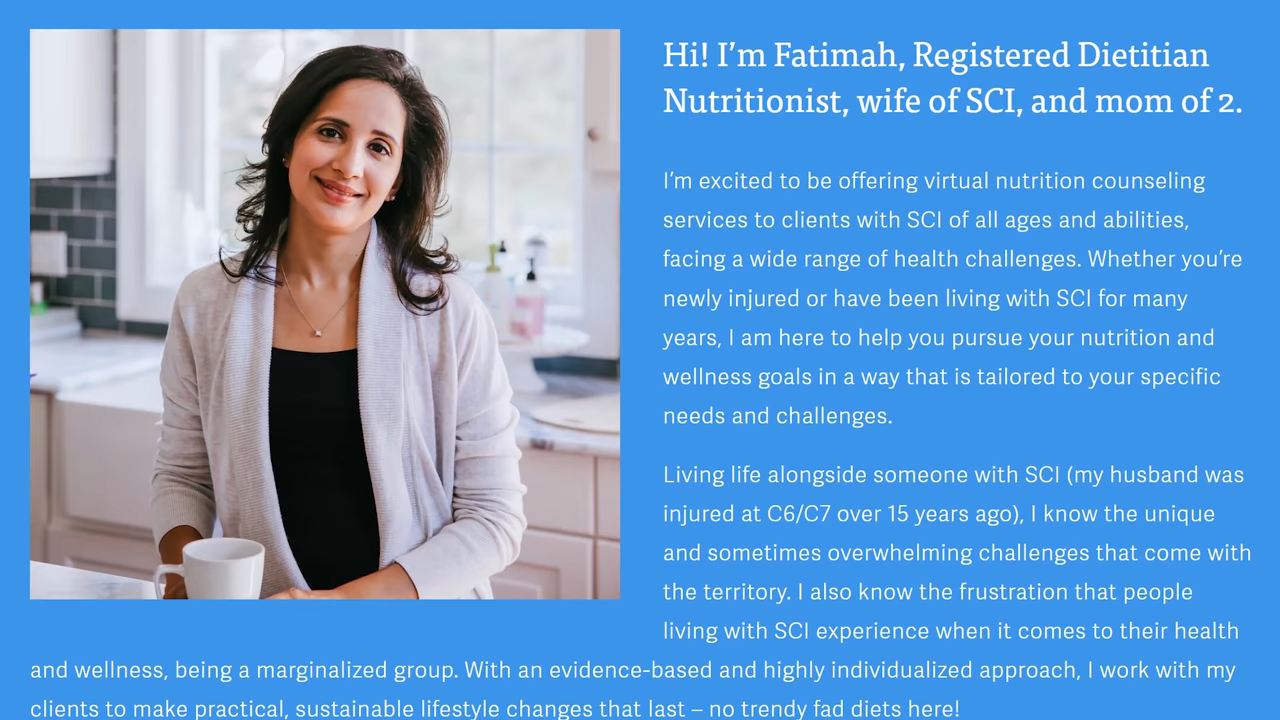 Hi! I’m Fatimah, Registered Dietitian
Nutritionist, wife of SCI, and mom of 2.
I’m excited to be offering virtual nutrition counseling
services to clients with SCI of all ages and abilities,
facing a wide range of health challenges. Whether you’re
newly injured or have been living with SCI for many
years, I am here to help you pursue your nutrition and
wellness goals in a way that is tailored to your specific
needs and challenges.
Living life alongside someone with SCI (my husband was
injured at C6/C7 over 15 years ago), I know the unique
and sometimes overwhelming challenges that come with
the territory. I also know the frustration that people
living with SCI experience when it comes to their health
and wellness, being a marginalized group. With an evidence-based and highly individualized approach, I work with my
clients to make practical, sustainable lifestyle changes that last – no trendy fad diets here!